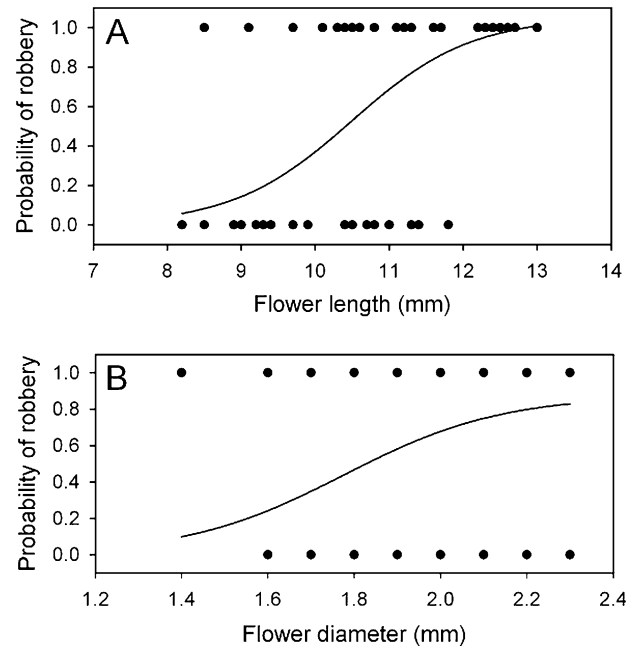 A
Probability of robbery
1.0
0.8
0.6
0.4
0.2
0.0
7 8 9 10 11 12 13 14
Flower length (mm)
B
Probability of robbery
1.0
0.8
0.6
0.4
0.2
0.0
1.2 1.4 1.6 1.8 2.0 2.2 2.4
Flower diameter (mm)